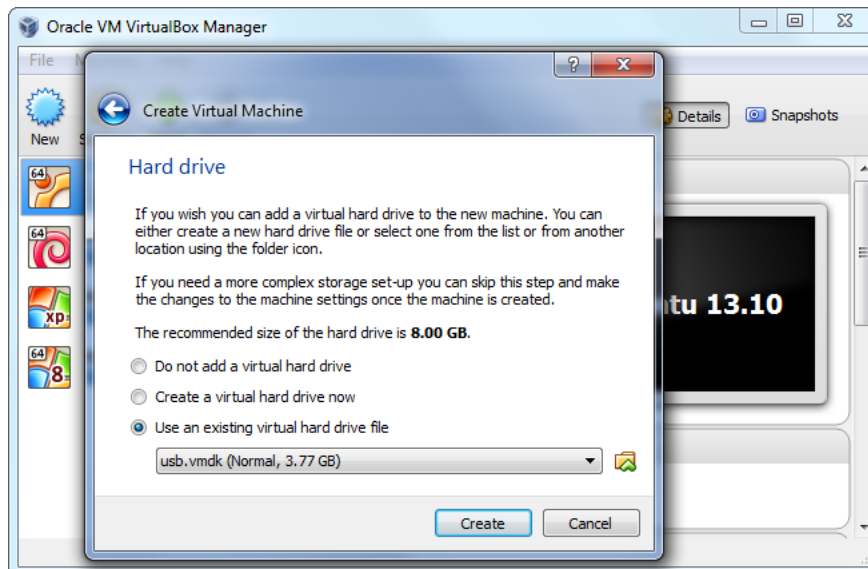 Oracle VM VirtualBox Manager
File
Create Virtual Machine
New
Details
Snapshots
Hard drive
64
If you wish you can add a virtual hard drive to the new machine. You can
either create a new hard drive file or select one from the list or from another
location using the folder icon.
64
If you need a more complex storage set-up you can skip this step and make
the changes to the machine settings once the machine is created.
xp
tu 13.10
The recommended size of the hard drive is 8.00 GB.
64
8
Do not add a virtual hard drive
Create a virtual hard drive now
Use an existing virtual hard drive file
usb.vmdk (Normal, 3.77 GB)
Create
Cancel